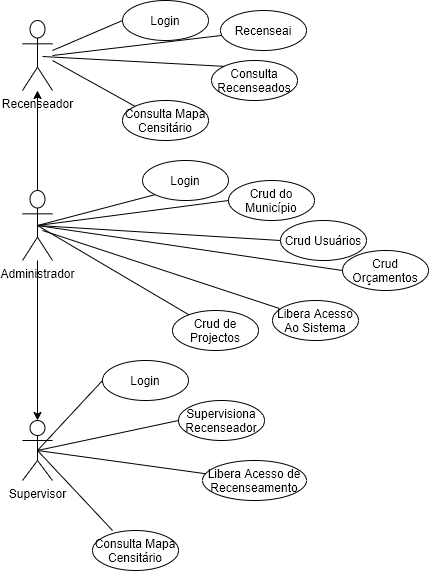 Login
Recenseai
Consulta
Recenseados
Recenseador
Consulta Mapa
Censitário
Login
Crud do
Município
Crud Usuários
Crud
Orçamentos
Administrador
Libera Acesso
Ao Sistema
Crud de
Projectos
Login
Supervisiona
Recenseador
Libera Acesso de
Recenseamento
Supervisor
Consulta Mapa
Censitário